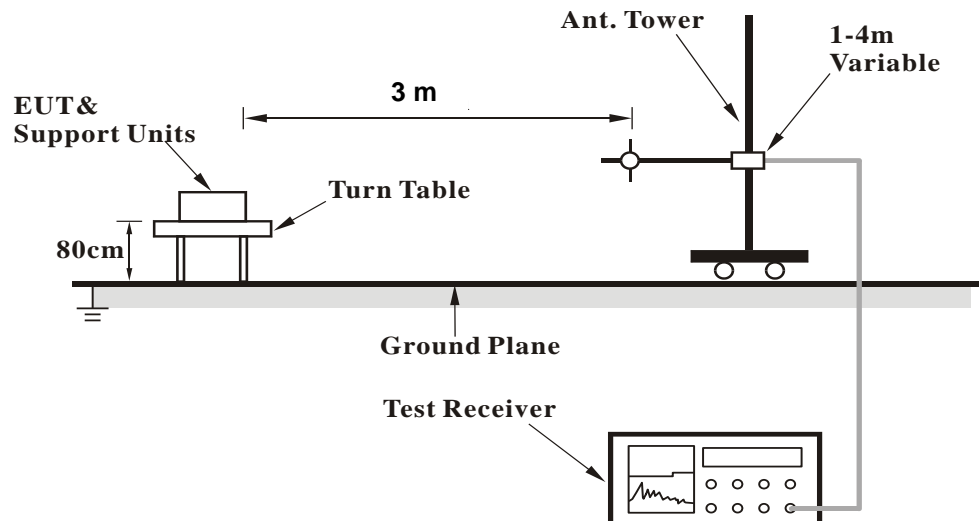 Ant. Tower
1-4m
Variable
3 m
EUT&
Support Units
Turn Table
80cm
Ground Plane
Test Receiver